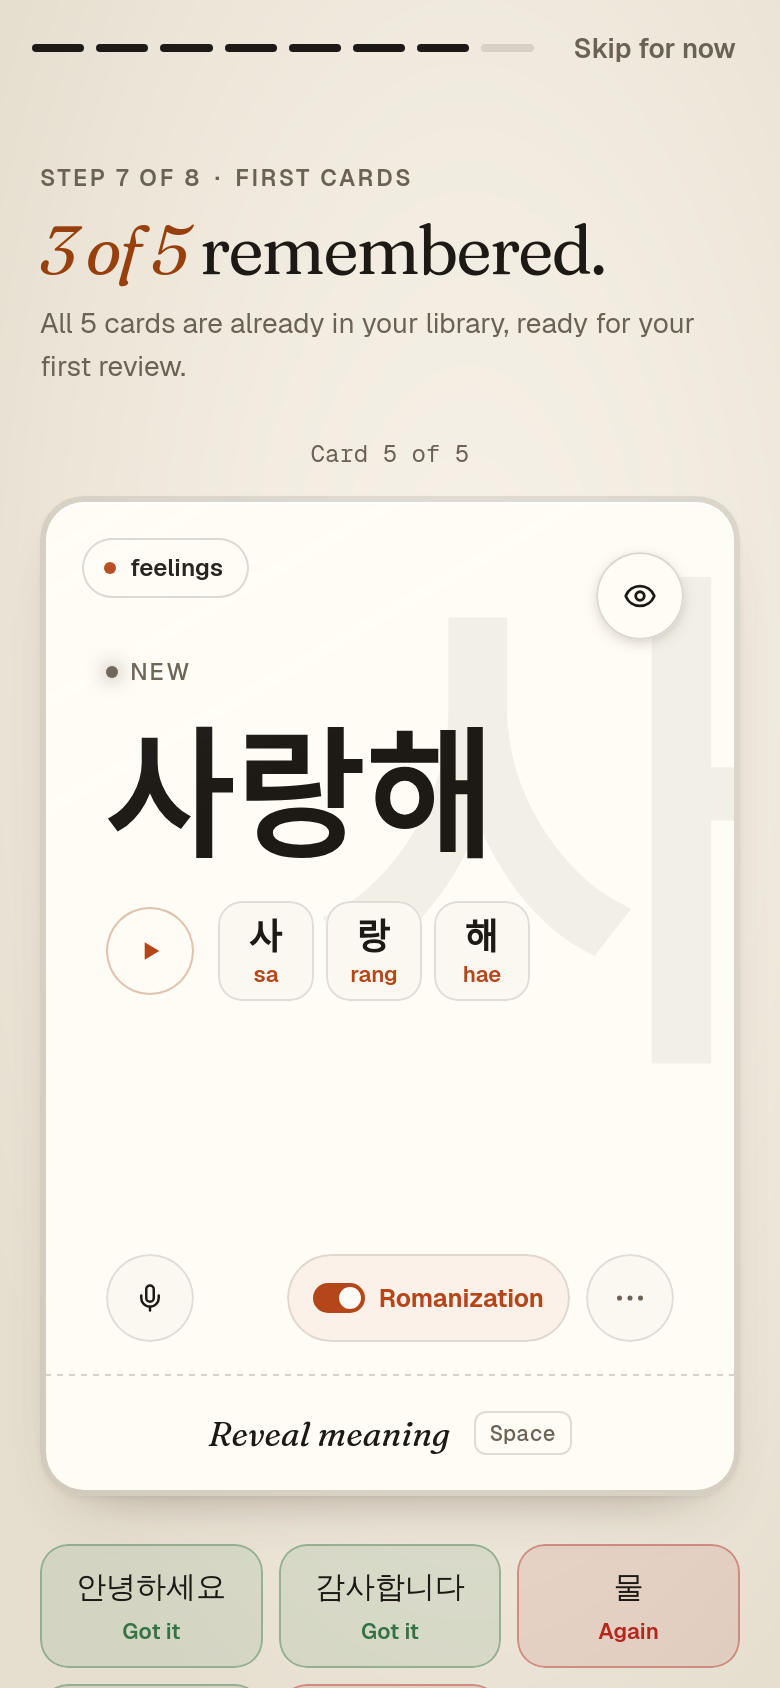 Skip for now
STEP 7 OF 8 · FIRST CARDS
3 of 5 remembered.
All 5 cards are already in your library, ready for your
first review.
Card 5 of 5
feelings
NEW
사랑해
사 랑 해
sa rang hae
Romanization
Reveal meaning Space
안녕하세요 감사합니다 물
Got it Got it Again